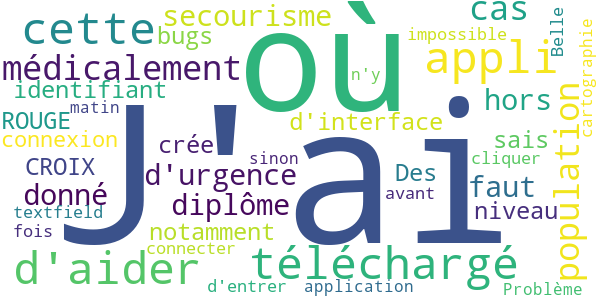 secourisme
où
cas
cette
bugs
impossible
Belle
cartographie
médicalement
n'y
appli
identifiant
matin
hors
population
ROUGE
d'interface
connexion
crée
sais
J'ai
CROIX
d'urgence
sinon
cliquer
donné
diplôme
Des
avant
faut
textfield
niveau
fois
notamment
connecter
d'aider
téléchargé
d'entrer
application
Problème